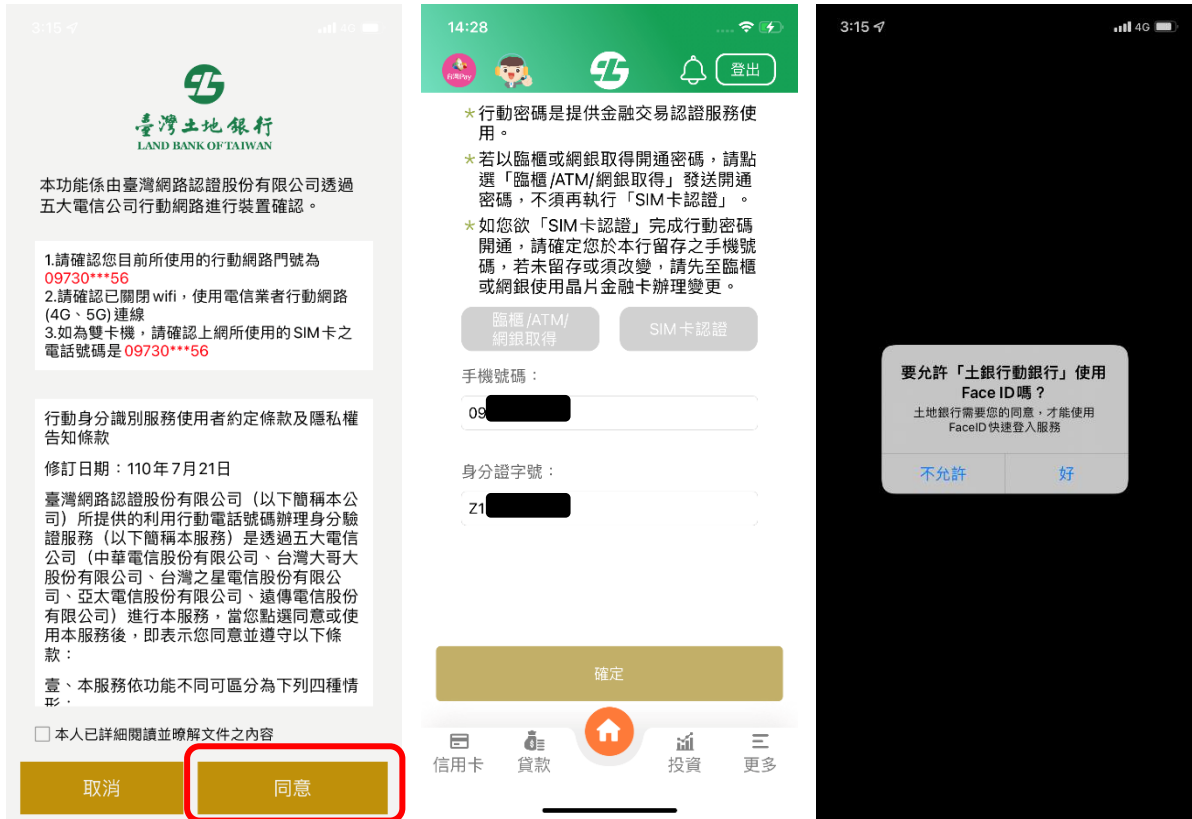 3:15
4G
臺灣土地銀行
LAND BANK OF TAIWAN
本功能係由臺灣網路認證股份有限公司透過
五大電信公司行動網路進行裝置確認。
1.請確認您目前所使用的行動網路門號為
09730***56
2.請確認已關閉wifi，使用電信業者行動網路
(4G、5G)連線
3.如為雙卡機，請確認上網所使用的SIM卡之
電話號碼是09730***56
行動身分識別服務使用者約定條款及隱私權
告知條款
修訂日期：110年7月21日
臺灣網路認證股份有限公司（以下簡稱本公
司）所提供的利用行動電話號碼辦理身分驗
證服務（以下簡稱本服務）是透過五大電信
公司（中華電信股份有限公司、台灣大哥大
股份有限公司、台灣之星電信股份有限公
司、亞太電信股份有限公司、遠傳電信股份
有限公司）進行本服務，當您點選同意或使
用本服務後，即表示您同意並遵守以下條
款：
壹、本服務依功能不同可區分為下列四種情
形：
本人已詳細閱讀並暸解文件之內容
取消
同意
14:28
台灣Pay
登出
*行動密碼是提供金融交易認證服務使
用。
*若以臨櫃或網銀取得開通密碼，請點
選「臨櫃/ATM/網銀取得」發送開通
密碼，不須再執行「SIM卡認證」。
*如您欲「SIM卡認證」完成行動密碼
開通，請確定您於本行留存之手機號
碼，若未留存或須改變，請先至臨櫃
或網銀使用晶片金融卡辦理變更。
臨櫃/ATM/
網銀取得
SIM卡認證
手機號碼：
09
身分證字號：
Z1
確定
信用卡
貸款
投資
更多
3:15
4G
要允許「土銀行動銀行」使用
Face ID嗎？
土地銀行需要您的同意，才能使用
FaceID快速登入服務
不允許
好